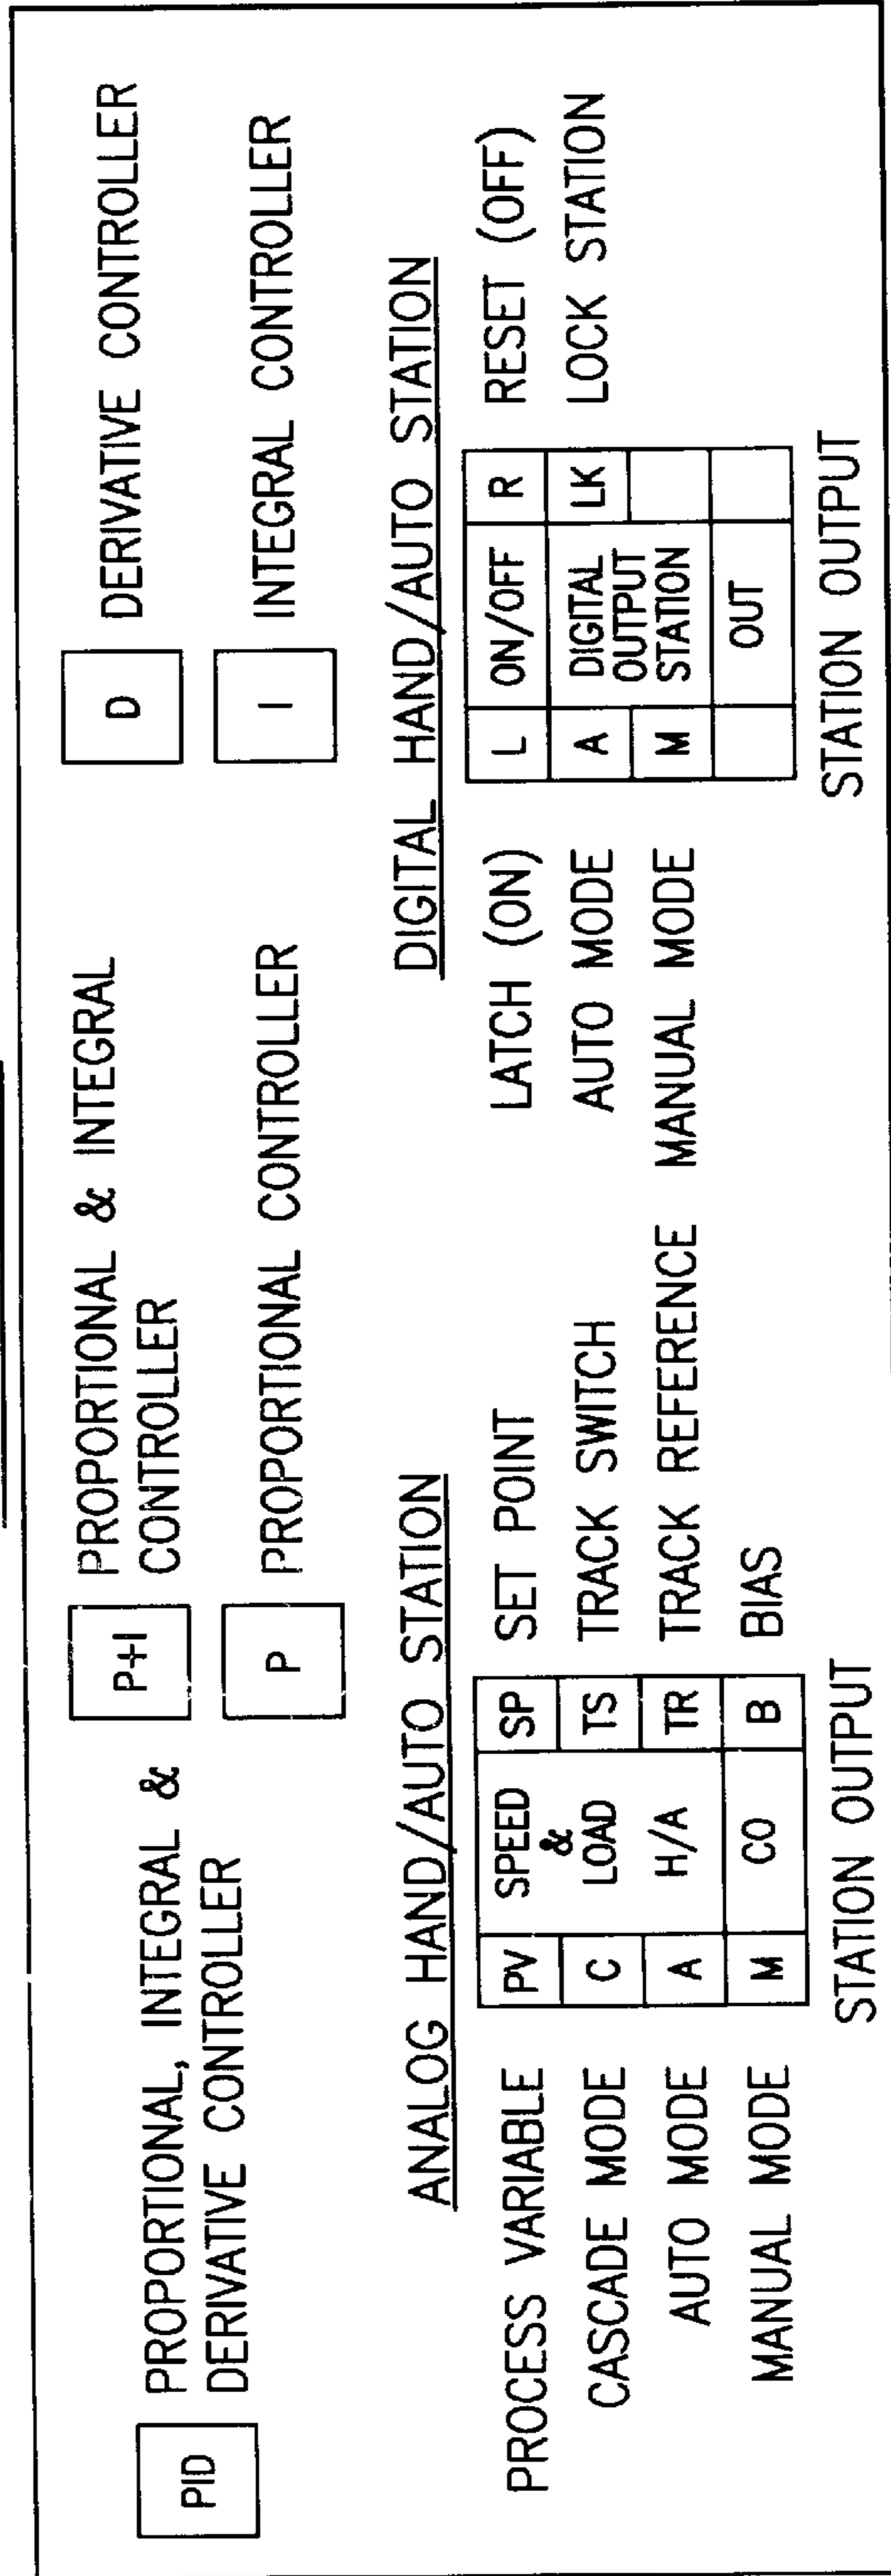 PID
PROPORTIONAL, INTEGRAL &
DERIVATIVE CONTROLLER
P+I
PROPORTIONAL & INTEGRAL
CONTROLLER
D
DERIVATIVE CONTROLLER
P
PROPORTIONAL CONTROLLER
I
INTEGRAL CONTROLLER
ANALOG HAND/AUTO STATION
PROCESS VARIABLE
CASCADE MODE
AUTO MODE
MANUAL MODE
PV
C
A
M
SPEED
&
LOAD
H/A
CO
SP
TS
TR
B
SET POINT
TRACK SWITCH
TRACK REFERENCE
BIAS
STATION OUTPUT
DIGITAL HAND/AUTO STATION
LATCH (ON)
AUTO MODE
MANUAL MODE
L
A
M
ON/OFF
DIGITAL
OUTPUT
STATION
OUT
R
LK
RESET (OFF)
LOCK STATION
STATION OUTPUT